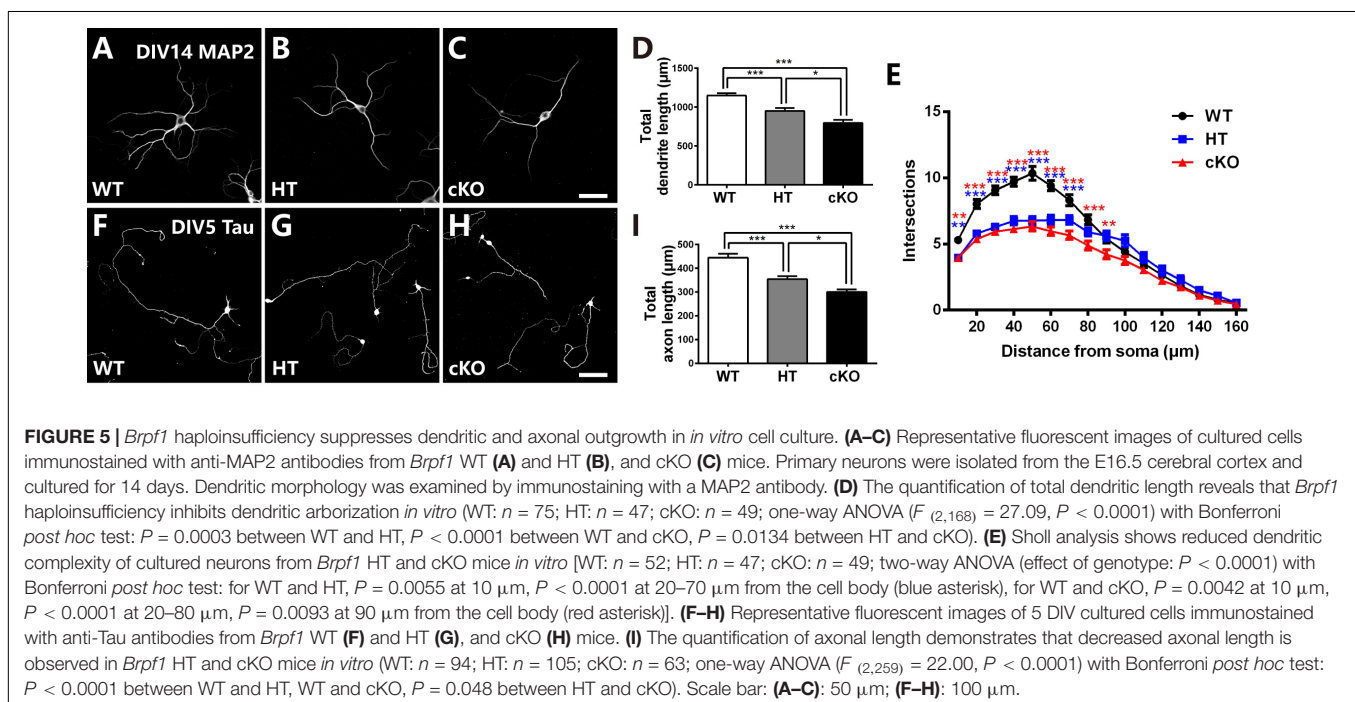 A DIV14 MAP2
WT
B
HT
C
cKO
D
***
***
*
Total
dendrite length (μm)
1500
1000
500
0
WT HT cKO
E
WT
HT
cKO
*** *** *** *** *** *** *** ***
** *** *** *** *** *** *** **
**
Intersections
15
10
5
0
20 40 60 80 100 120 140 160
Distance from soma (μm)
F DIV5 Tau
WT
G
HT
H
cKO
I
***
***
*
Total
axon length (μm)
500
400
300
200
100
0
WT HT cKO
FIGURE 5 | Brpf1 haploinsufficiency suppresses dendritic and axonal outgrowth in in vitro cell culture. (A–C) Representative fluorescent images of cultured cells
immunostained with anti-MAP2 antibodies from Brpf1 WT (A) and HT (B), and cKO (C) mice. Primary neurons were isolated from the E16.5 cerebral cortex and
cultured for 14 days. Dendritic morphology was examined by immunostaining with a MAP2 antibody. (D) The quantification of total dendritic length reveals that Brpf1
haploinsufficiency inhibits dendritic arborization in vitro (WT: n = 75; HT: n = 47; cKO: n = 49; one-way ANOVA (F (2,168) = 27.09, P < 0.0001) with Bonferroni
post hoc test: P = 0.0003 between WT and HT, P < 0.0001 between WT and cKO, P = 0.0134 between HT and cKO). (E) Sholl analysis shows reduced dendritic
complexity of cultured neurons from Brpf1 HT and cKO mice in vitro [WT: n = 52; HT: n = 47; cKO: n = 49; two-way ANOVA (effect of genotype: P < 0.0001) with
Bonferroni post hoc test: for WT and HT, P = 0.0055 at 10 μm, P < 0.0001 at 20–70 μm from the cell body (blue asterisk), for WT and cKO, P = 0.0042 at 10 μm,
P < 0.0001 at 20–80 μm, P = 0.0093 at 90 μm from the cell body (red asterisk)]. (F–H) Representative fluorescent images of 5 DIV cultured cells immunostained
with anti-Tau antibodies from Brpf1 WT (F) and HT (G), and cKO (H) mice. (I) The quantification of axonal length demonstrates that decreased axonal length is
observed in Brpf1 HT and cKO mice in vitro (WT: n = 94; HT: n = 105; cKO: n = 63; one-way ANOVA (F (2,259) = 22.00, P < 0.0001) with Bonferroni post hoc test:
P < 0.0001 between WT and HT, WT and cKO, P = 0.048 between HT and cKO). Scale bar: (A–C): 50 μm; (F–H): 100 μm.